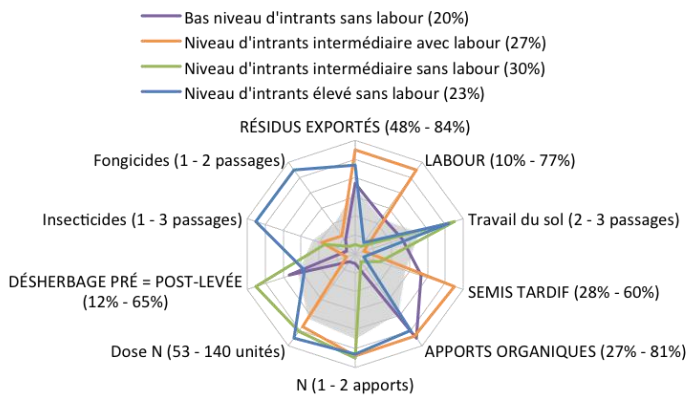 Bas niveau d'intrants sans labour (20%)
Niveau d'intrants intermédiaire avec labour (27%)
Niveau d'intrants intermédiaire sans labour (30%)
Niveau d'intrants élevé sans labour (23%)
RÉSIDUS EXPORTÉS (48% - 84%)
Fongicides (1 - 2 passages)
LABOUR (10% - 77%)
Insecticides (1 - 3 passages)
Travail du sol (2 - 3 passages)
DÉSHERBAGE PRÉ = POST-LEVÉE
(12% - 65%)
SEMIS TARDIF (28% - 60%)
Dose N (53 - 140 unités)
APPORTS ORGANIQUES (27% - 81%)
N (1 - 2 apports)